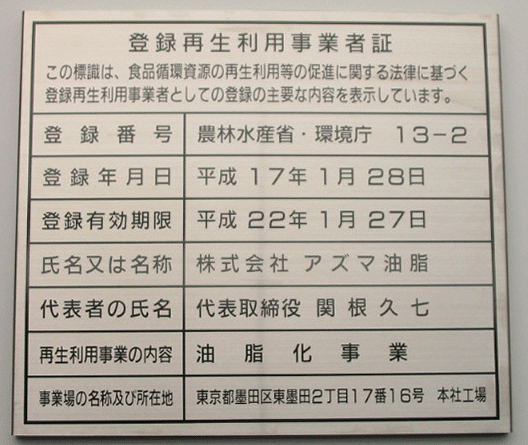 登録再生利用事業者証
この標識は、食品循環資源の再生利用等の促進に関する法律に基づく
登録再生利用事業者としての登録の主要な内容を表示しています。
登録番号 農林水産省・環境庁 13-2
登録年月日 平成 17年 1月 28日
登録有効期限 平成 22年 1月 27日
氏名又は名称 株式会社 アズマ油脂
代表者の氏名 代表取締役 関根久七
再生利用事業の内容 油脂化事業
事業場の名称及び所在地 東京都墨田区東墨田2丁目17番16号 本社工場